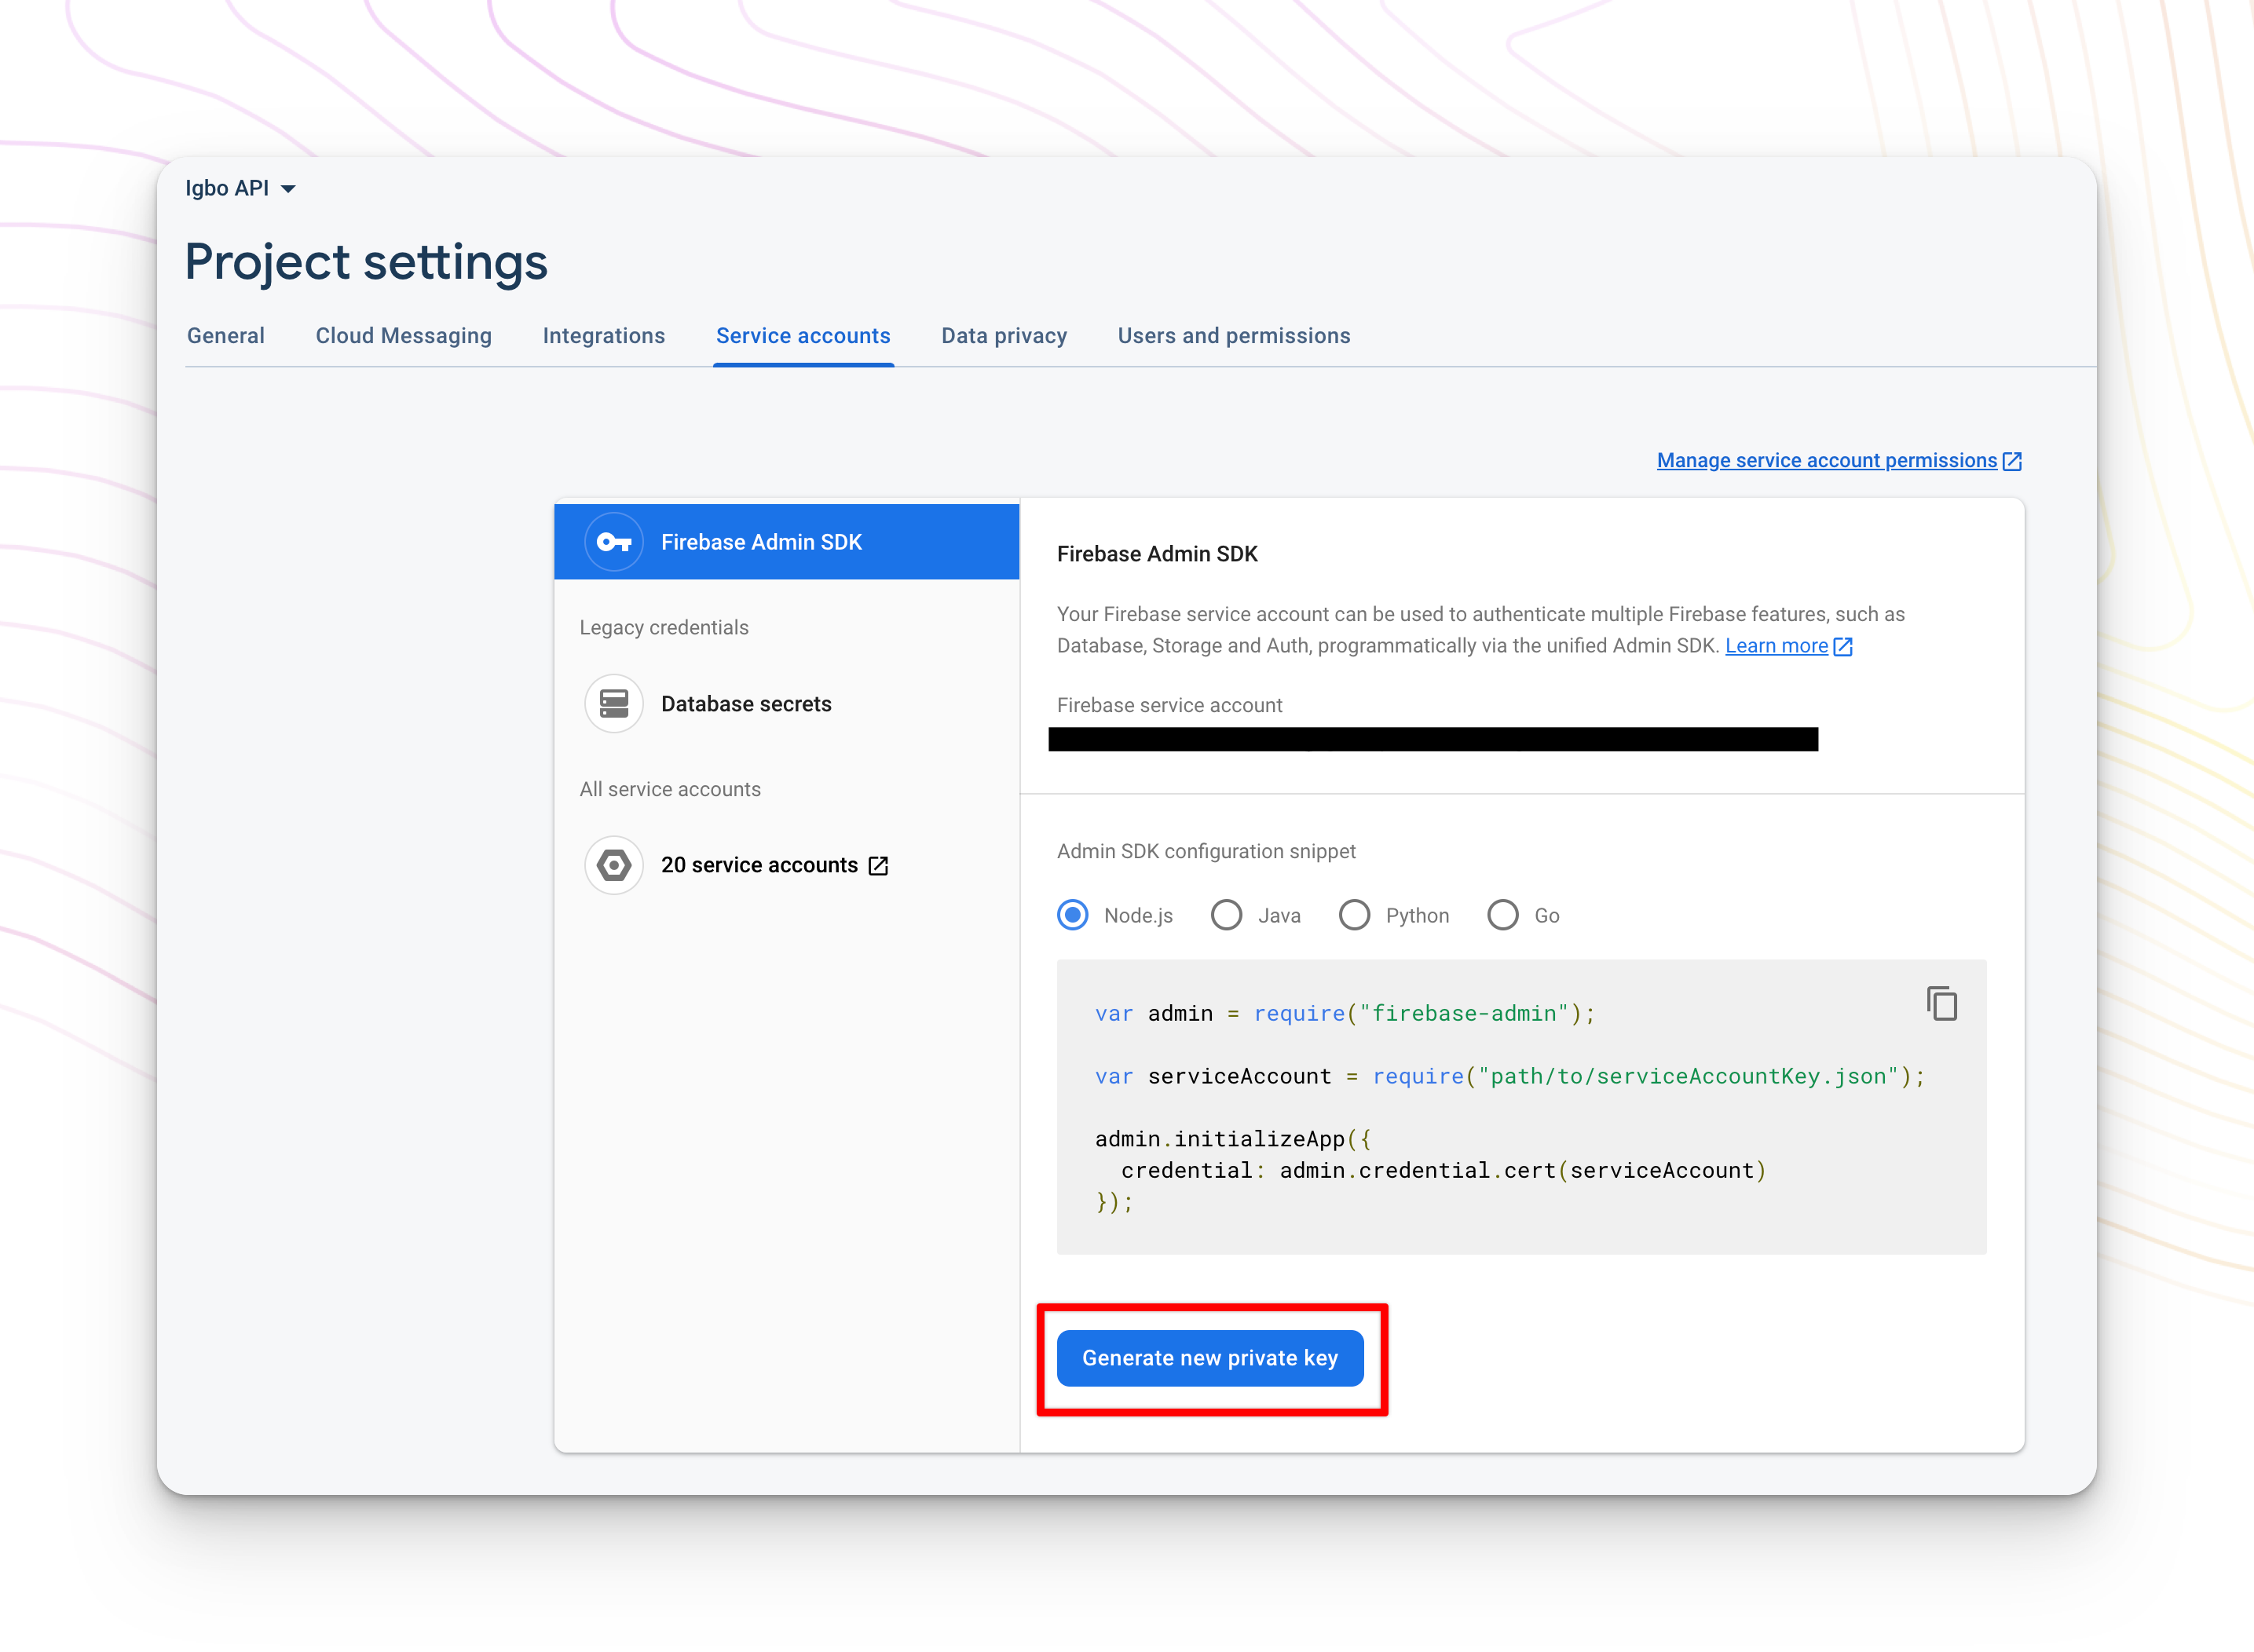 Igbo API
Project settings
General Cloud Messaging Integrations Service accounts Data privacy Users and permissions
Manage service account permissions
Firebase Admin SDK
Legacy credentials
Database secrets
All service accounts
20 service accounts
Firebase Admin SDK
Your Firebase service account can be used to authenticate multiple Firebase features, such as
Database, Storage and Auth, programmatically via the unified Admin SDK. Learn more
Firebase service account
Admin SDK configuration snippet
Node.js Java Python Go
var admin = require("firebase-admin");
var serviceAccount = require("path/to/serviceAccountKey.json");
admin.initializeApp({
  credential: admin.credential.cert(serviceAccount)
});
Generate new private key